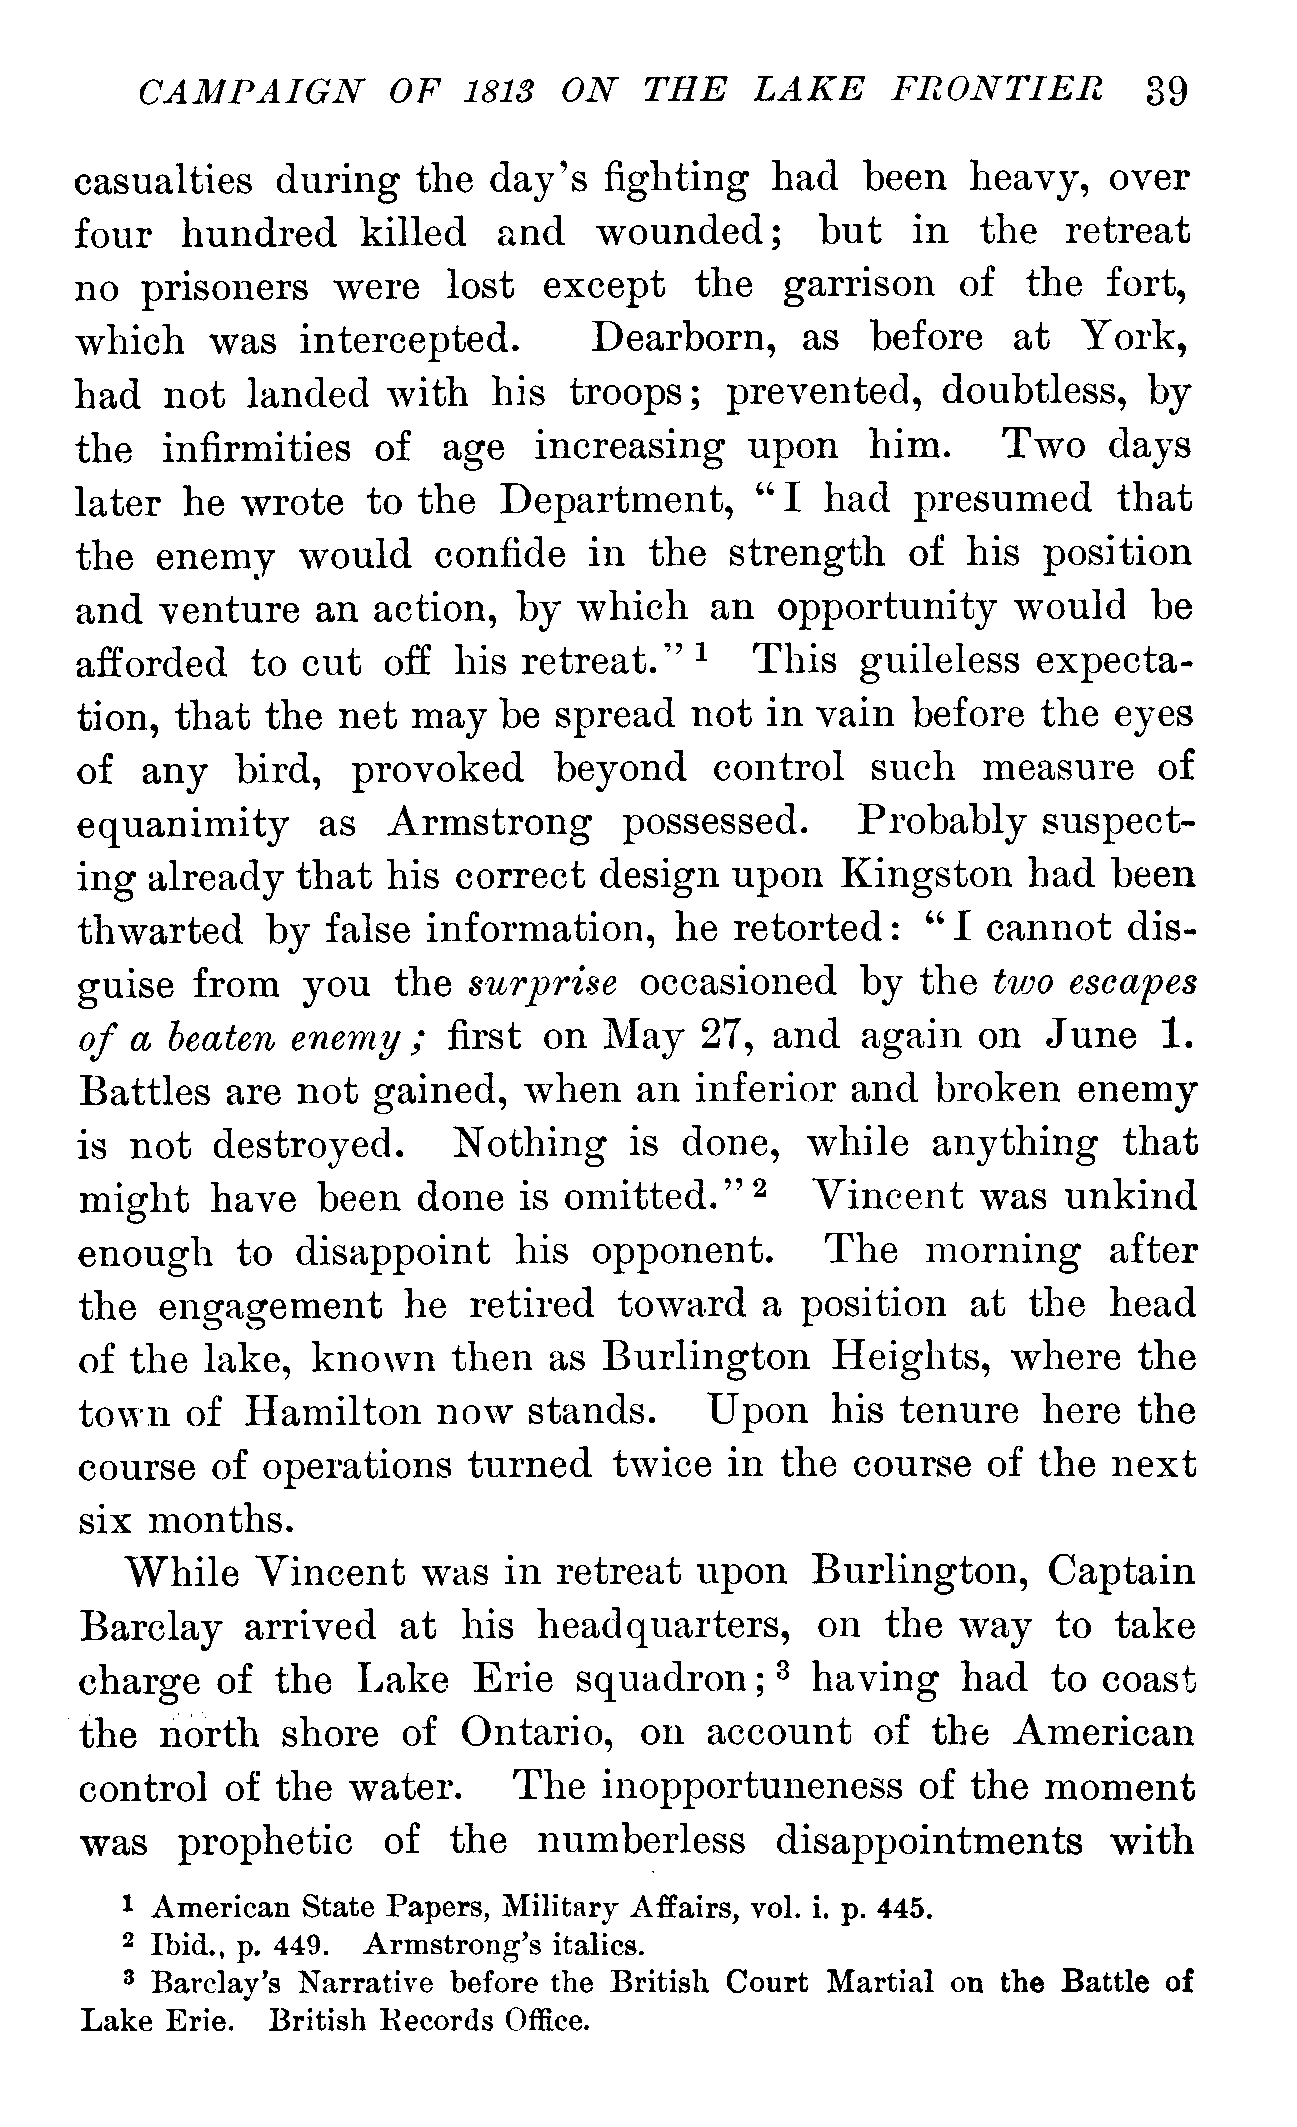 CAMPAIGN OF 1813 ON THE LAKE FRONTIER 39
casualties during the day's fighting had been heavy, over
four hundred killed and wounded; but in the retreat
no prisoners were lost except the garrison of the fort,
which was intercepted. Dearborn, as before at York,
had not landed with his troops; prevented, doubtless, by
the infirmities of age increasing upon him. Two days
later he wrote to the Department, "I had presumed that
the enemy would confide in the strength of his position
and venture an action, by which an opportunity would be
afforded to cut off his retreat." ¹ This guileless expecta-
tion, that the net may be spread not in vain before the eyes
of any bird, provoked beyond control such measure of
equanimity as Armstrong possessed. Probably suspect-
ing already that his correct design upon Kingston had been
thwarted by false information, he retorted: "I cannot dis-
guise from you the surprise occasioned by the two escapes
of a beaten enemy; first on May 27, and again on June 1.
Battles are not gained, when an inferior and broken enemy
is not destroyed. Nothing is done, while anything that
might have been done is omitted." ² Vincent was unkind
enough to disappoint his opponent. The morning after
the engagement he retired toward a position at the head
of the lake, known then as Burlington Heights, where the
town of Hamilton now stands. Upon his tenure here the
course of operations turned twice in the course of the next
six months.
While Vincent was in retreat upon Burlington, Captain
Barclay arrived at his headquarters, on the way to take
charge of the Lake Erie squadron; ³ having had to coast
the north shore of Ontario, on account of the American
control of the water. The inopportuneness of the moment
was prophetic of the numberless disappointments with
¹ American State Papers, Military Affairs, vol. i. p. 445.
² Ibid., p. 449. Armstrong's italics.
³ Barclay's Narrative before the British Court Martial on the Battle of
Lake Erie. British Records Office.